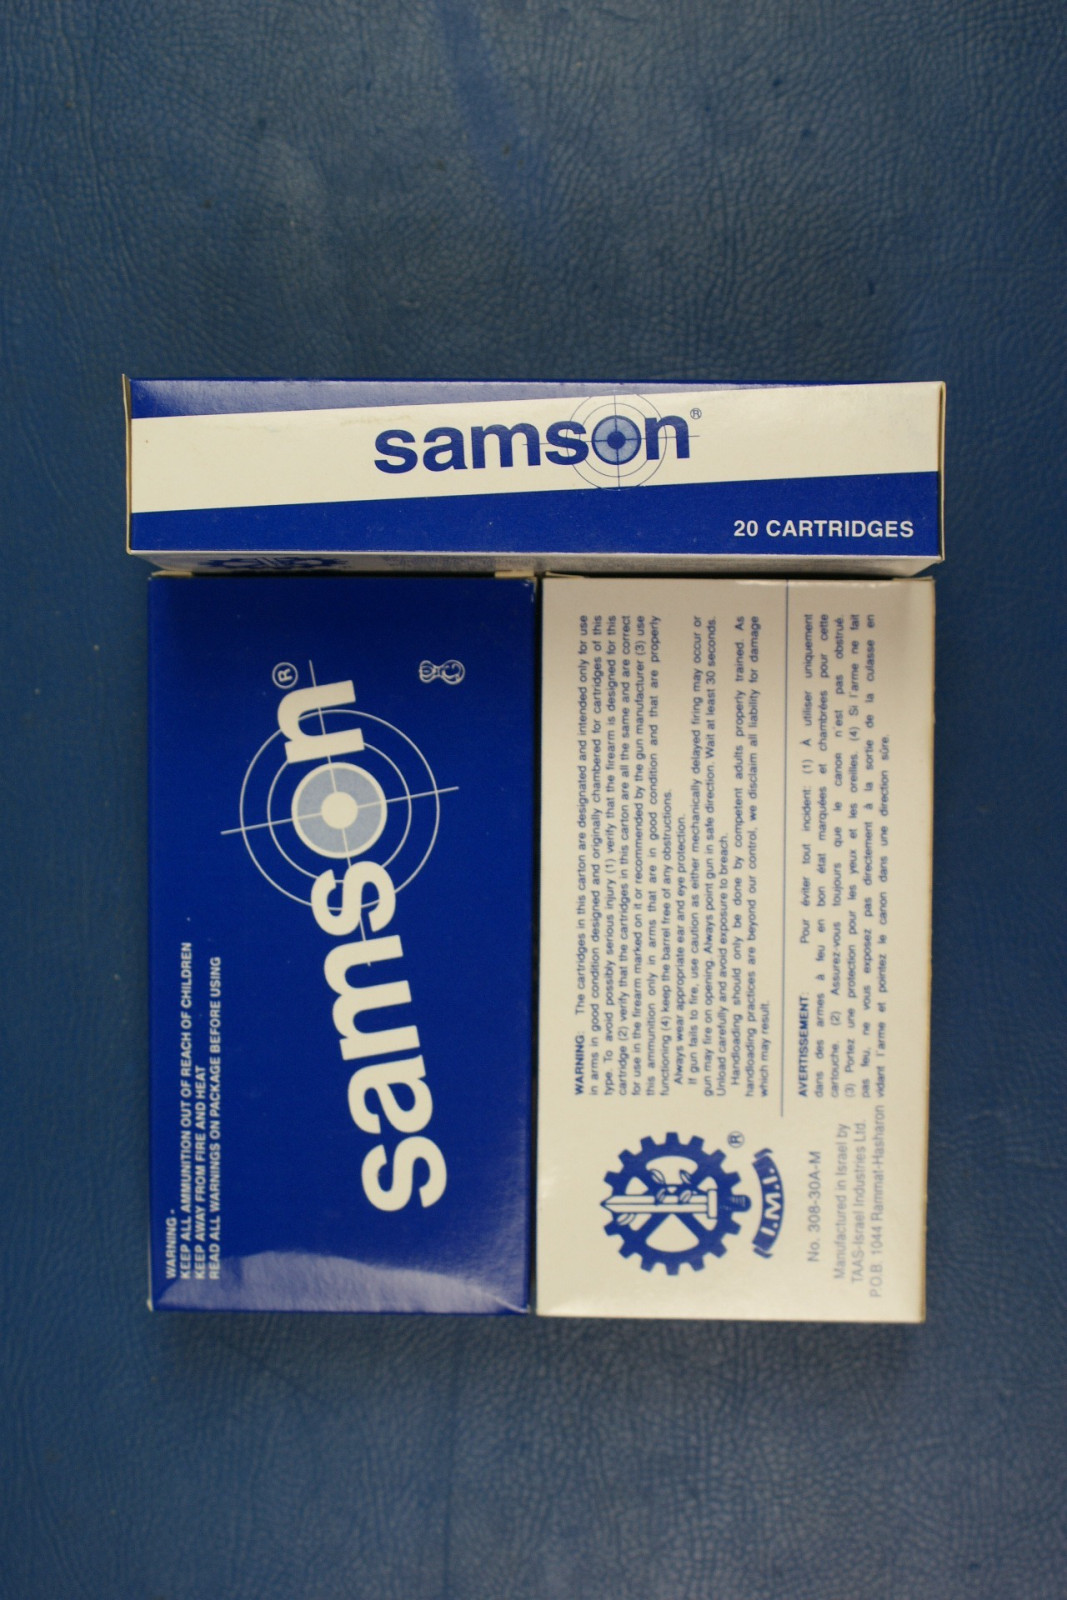 samson®
20 CARTRIDGES
WARNING -
KEEP ALL AMMUNITION OUT OF REACH OF CHILDREN
KEEP AWAY FROM FIRE AND HEAT
READ ALL WARNINGS ON PACKAGE BEFORE USING
samson®
WARNING: The cartridges in this carton are designated and intended only for use
in arms in good condition designed and originally chambered for cartridges of this
type. To avoid possibly serious injury (1) verify that the firearm is designed for this
cartridge (2) verify that the cartridges in this carton are all the same and are correct
for use in the firearm marked on it or recommended by the gun manufacturer (3) use
this ammunition only in arms that are in good condition and that are properly
functioning (4) keep the barrel free of any obstructions.
Always wear appropriate ear and eye protection.
If gun fails to fire, use caution as either mechanically delayed firing may occur or
gun may fire on opening. Always point gun in safe direction. Wait at least 30 seconds.
Unload carefully and avoid exposure to breach.
Handloading should only be done by competent adults properly trained. As
handloading practices are beyond our control, we disclaim all liability for damage
which may result.
AVERTISSEMENT: Pour éviter tout incident: (1) À utiliser uniquement
dans des armes à feu en bon état marquées et chambrées pour cette
cartouche. (2) Assurez-vous toujours que le canon n'est pas obstrué.
(3) Portez une protection pour les yeux et les oreilles. (4) Si l'arme ne fait
pas feu, ne vous exposez pas directement à la sortie de la culasse en
vidant l'arme et pointez le canon dans une direction sûre.
®
I.M.I.
No. 308-30A-M
Manufactured in Israel by
TAAS-Israel Industries Ltd.
P.O.B. 1044 Rammat-Hasharon